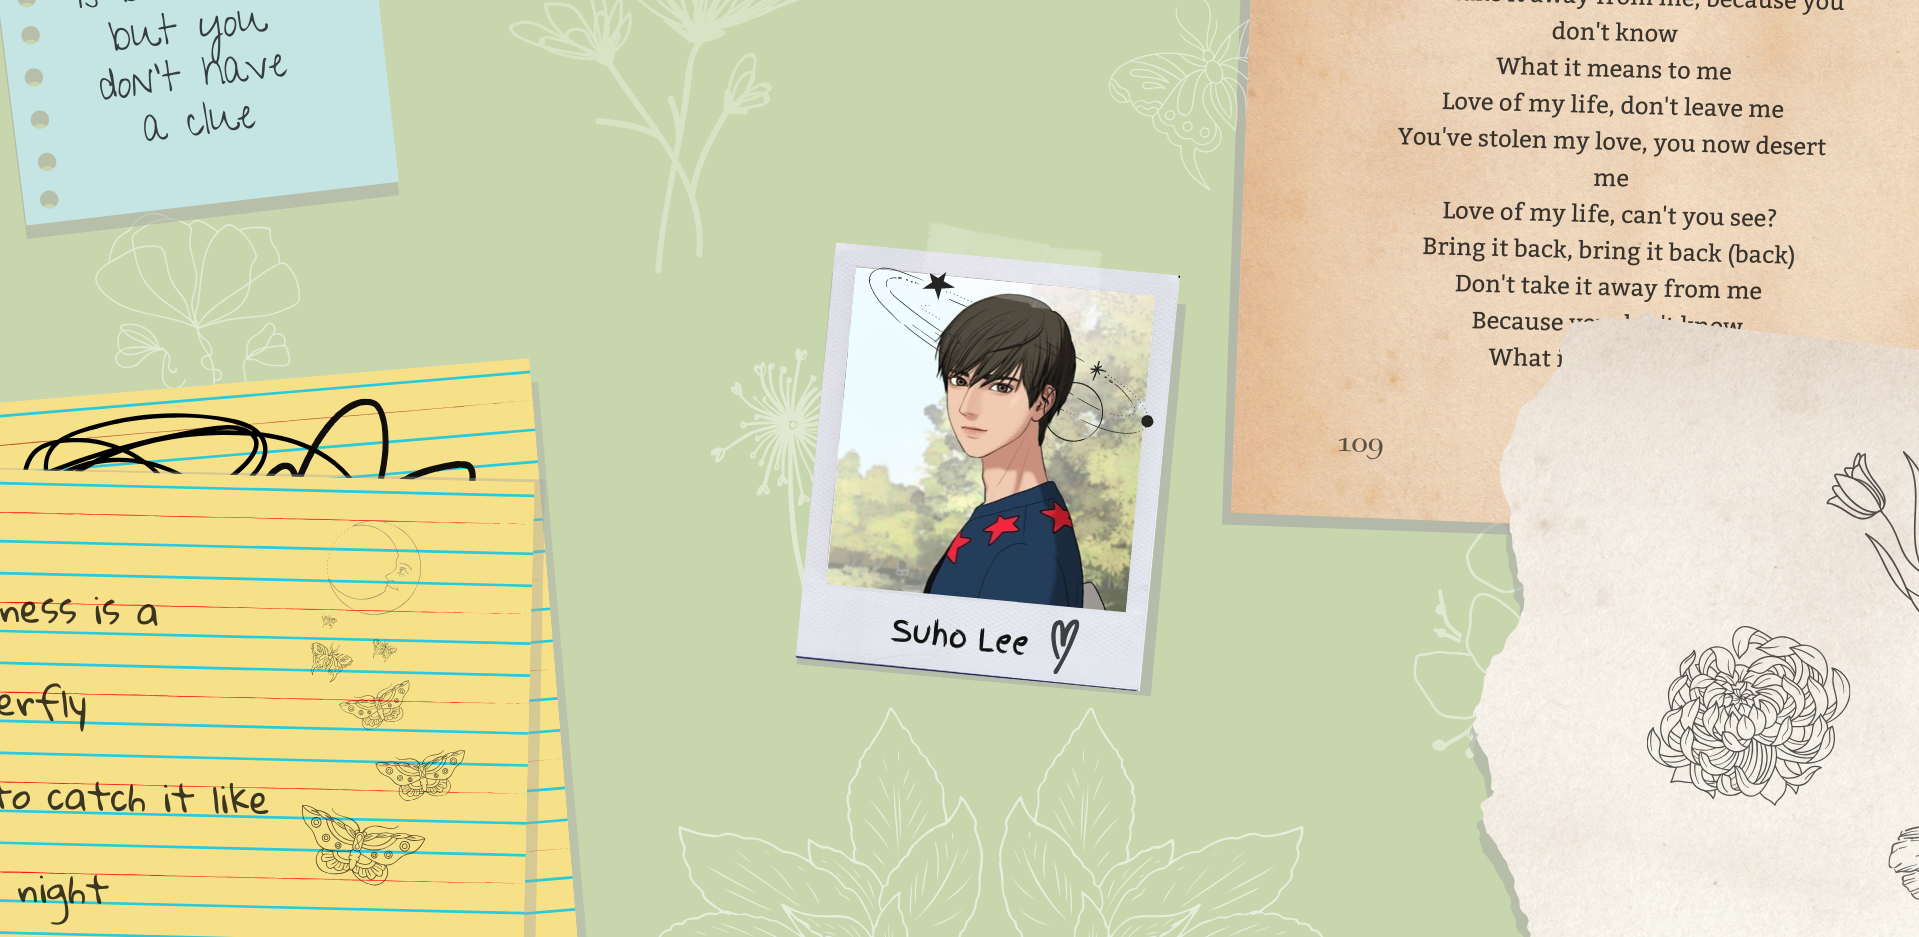 but you
don't have
a clue
don't know
What it means to me
Love of my life, don't leave me
You've stolen my love, you now desert
me
Love of my life, can't you see?
Bring it back, bring it back (back)
Don't take it away from me
Because you don't know
What
109
Suho Lee
ness is a
erfly
to catch it like
night